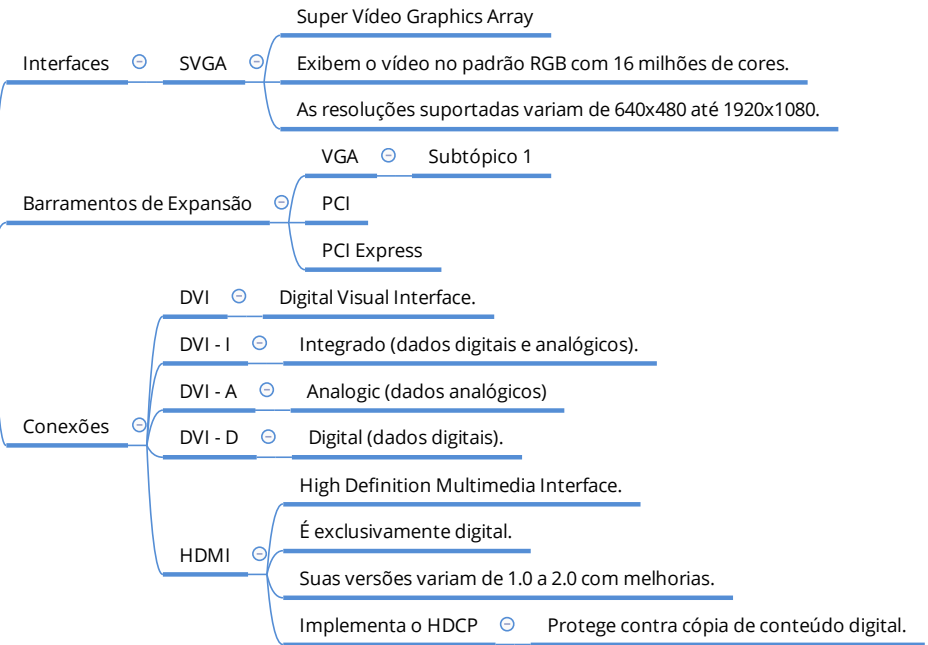 Super Vídeo Graphics Array
Interfaces SVGA Exibem o vídeo no padrão RGB com 16 milhões de cores.
As resoluções suportadas variam de 640x480 até 1920x1080.
VGA Subtópico 1
Barramentos de Expansão PCI
PCI Express
DVI Digital Visual Interface.
DVI - I Integrado (dados digitais e analógicos).
DVI - A Analogic (dados analógicos)
Conexões
DVI - D Digital (dados digitais).
High Definition Multimedia Interface.
É exclusivamente digital.
HDMI
Suas versões variam de 1.0 a 2.0 com melhorias.
Implementa o HDCP Protege contra cópia de conteúdo digital.